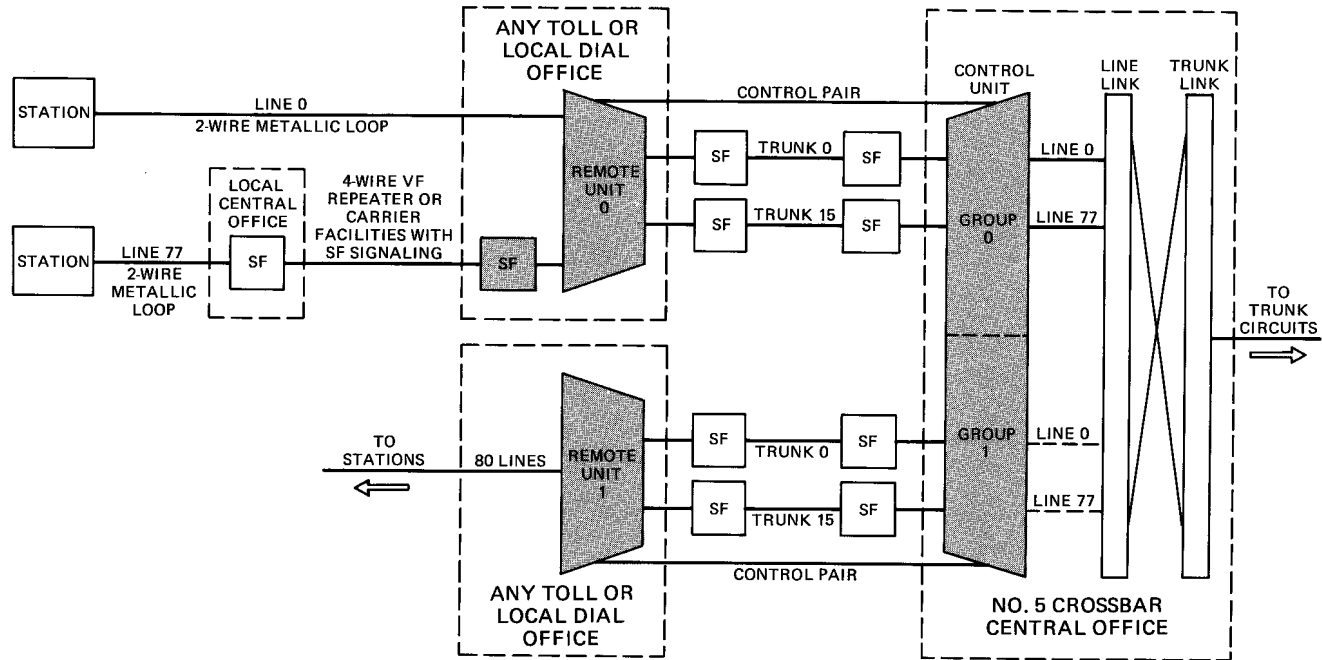 ANY TOLL OR
LOCAL DIAL
OFFICE
STATION
LINE 0
2-WIRE METALLIC LOOP
CONTROL PAIR
CONTROL
UNIT
LINE
LINK
TRUNK
LINK
SF
TRUNK 0
SF
LINE 0
REMOTE
UNIT
0
LOCAL
CENTRAL
OFFICE
4-WIRE VF
REPEATER OR
CARRIER
FACILITIES WITH
SF SIGNALING
SF
TRUNK 15
SF
GROUP
0
LINE 77
STATION
LINE 77
2-WIRE
METALLIC
LOOP
SF
SF
TO
TRUNK
CIRCUITS
TO
STATIONS
80 LINES
REMOTE
UNIT
1
SF
TRUNK 0
SF
GROUP
1
LINE 0
SF
TRUNK 15
SF
LINE 77
CONTROL PAIR
ANY TOLL OR
LOCAL DIAL
OFFICE
NO. 5 CROSSBAR
CENTRAL OFFICE